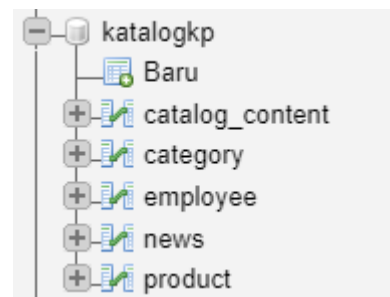 katalogkp
Baru
catalog_content
category
employee
news
product